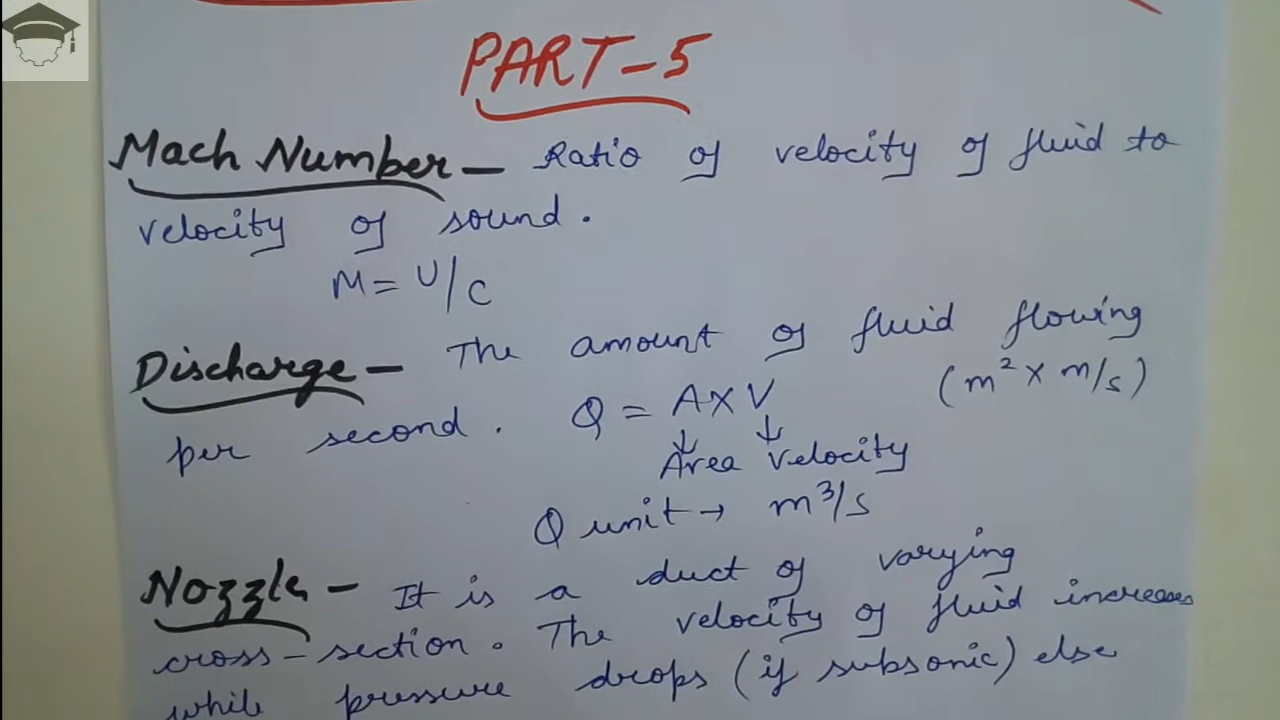 PART-5
Mach Number - Ratio of velocity of fluid to
velocity of sound.
M = U/C
Discharge - The amount of fluid flowing
per second. Q = A x V (m²x m/s)
↓ ↓
Area Velocity
Q unit → m³/s
Nozzle - It is a duct of varying
cross-section. The velocity of fluid increases
while pressure drops (if subsonic) else